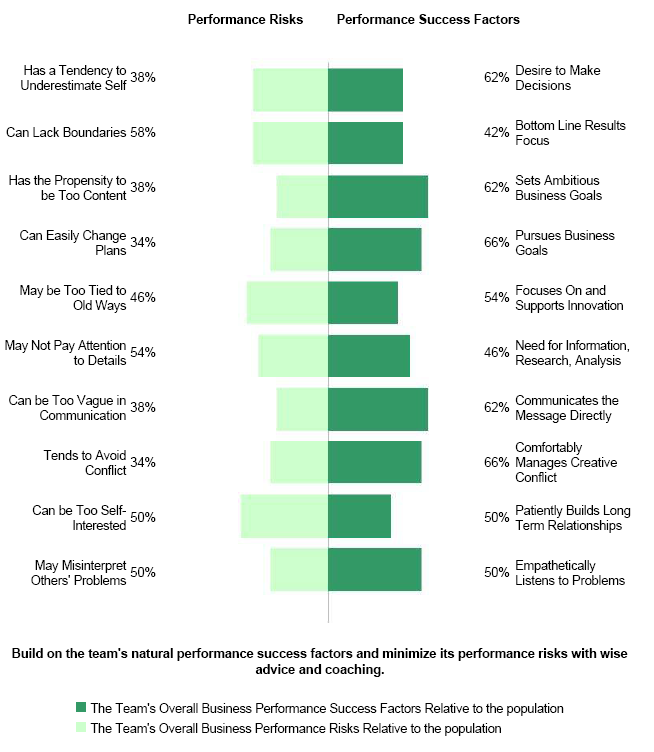 Performance Risks Performance Success Factors
Has a Tendency to
Underestimate Self 38% 62% Desire to Make
Decisions
Can Lack Boundaries 58% 42% Bottom Line Results
Focus
Has the Propensity to
be Too Content 38% 62% Sets Ambitious
Business Goals
Can Easily Change
Plans 34% 66% Pursues Business
Goals
May be Too Tied to
Old Ways 46% 54% Focuses On and
Supports Innovation
May Not Pay Attention
to Details 54% 46% Need for Information,
Research, Analysis
Can be Too Vague in
Communication 38% 62% Communicates the
Message Directly
Tends to Avoid
Conflict 34% 66% Comfortably
Manages Creative
Conflict
Can be Too Self-
Interested 50% 50% Patiently Builds Long
Term Relationships
May Misinterpret
Others' Problems 50% 50% Empathetically
Listens to Problems
Build on the team's natural performance success factors and minimize its performance risks with wise
advice and coaching.
The Team's Overall Business Performance Success Factors Relative to the population
The Team's Overall Business Performance Risks Relative to the population